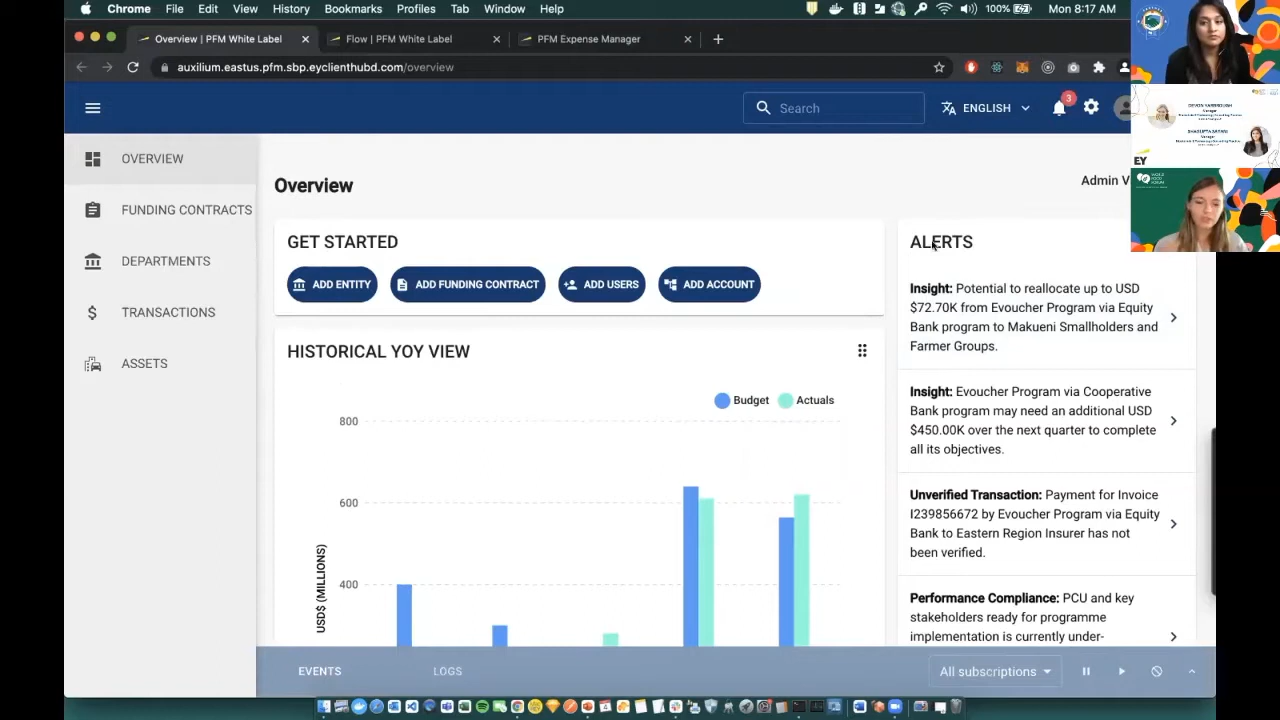 Chrome File Edit View History Bookmarks Profiles Tab Window Help 100% Mon 8:17 AM
Overview | PFM White Label Flow | PFM White Label PFM Expense Manager
auxilium.eastus.pfm.sbp.eyclienthubd.com/overview
Search ENGLISH 3
OVERVIEW
FUNDING CONTRACTS
DEPARTMENTS
TRANSACTIONS
ASSETS
Overview
Admin V
GET STARTED
ADD ENTITY ADD FUNDING CONTRACT ADD USERS ADD ACCOUNT
HISTORICAL YOY VIEW
Budget Actuals
800
600
400
USD$ (MILLIONS)
ALERTS
Insight: Potential to reallocate up to USD
$72.70K from Evoucher Program via Equity
Bank program to Makueni Smallholders and
Farmer Groups.
Insight: Evoucher Program via Cooperative
Bank program may need an additional USD
$450.00K over the next quarter to complete
all its objectives.
Unverified Transaction: Payment for Invoice
I239856672 by Evoucher Program via Equity
Bank to Eastern Region Insurer has not
been verified.
Performance Compliance: PCU and key
stakeholders ready for programme
implementation is currently under-
EVENTS LOGS All subscriptions
DEVON YARBROUGH
Manager
Manager
EY
WORLD
FOOD
FORUM